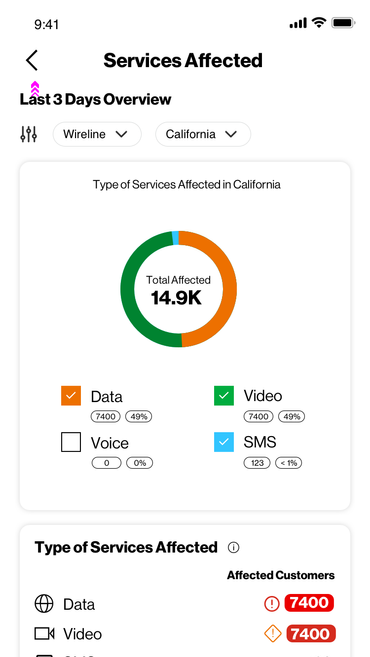 9:41
Services Affected
Last 3 Days Overview
Wireline
California
Type of Services Affected in California
Total Affected
14.9K
Data
7400 49%
Video
7400 49%
Voice
0 0%
SMS
123 < 1%
Type of Services Affected
Affected Customers
Data 7400
Video 7400